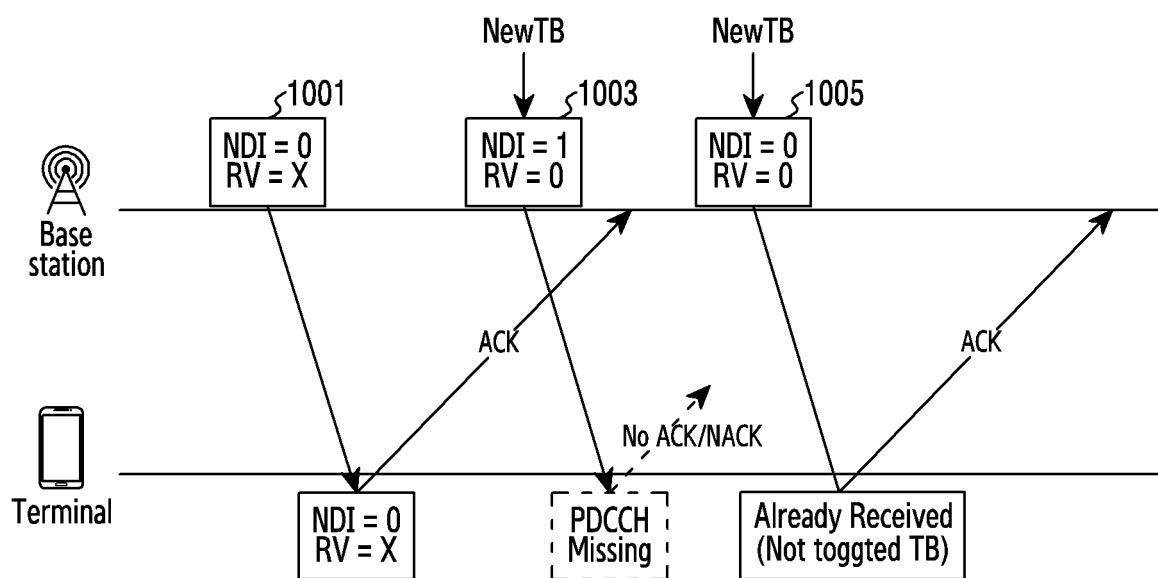 NewTB
NewTB
1001
1003
1005
NDI = 0
RV = X
NDI = 1
RV = 0
NDI = 0
RV = 0
Base
station
ACK
ACK
No ACK/NACK
Terminal
NDI = 0
RV = X
PDCCH
Missing
Already Received
(Not toggted TB)